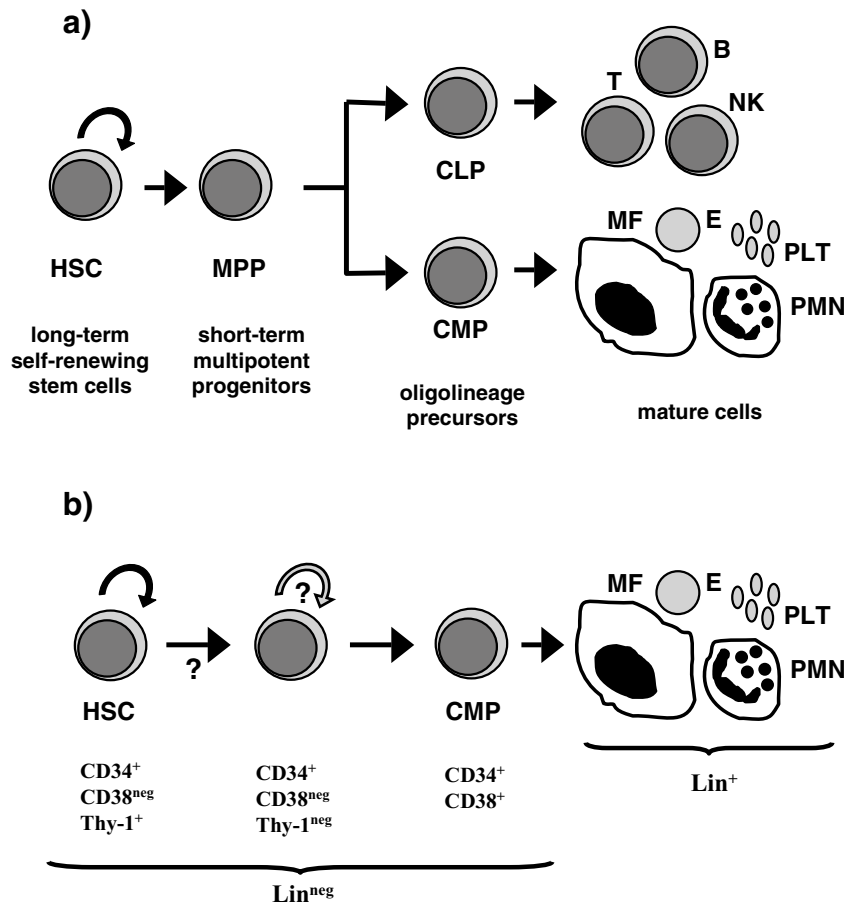 a)
B
T
NK
CLP
HSC
MPP
MF
E
PLT
CMP
PMN
long-term
self-renewing
stem cells
short-term
multipotent
progenitors
oligolineage
precursors
mature cells
b)
?
?
MF
E
PLT
PMN
HSC
CMP
CD34⁺
CD38ⁿᵉᵍ
Thy-1⁺
CD34⁺
CD38ⁿᵉᵍ
Thy-1ⁿᵉᵍ
CD34⁺
CD38⁺
Lin⁺
Linⁿᵉᵍ